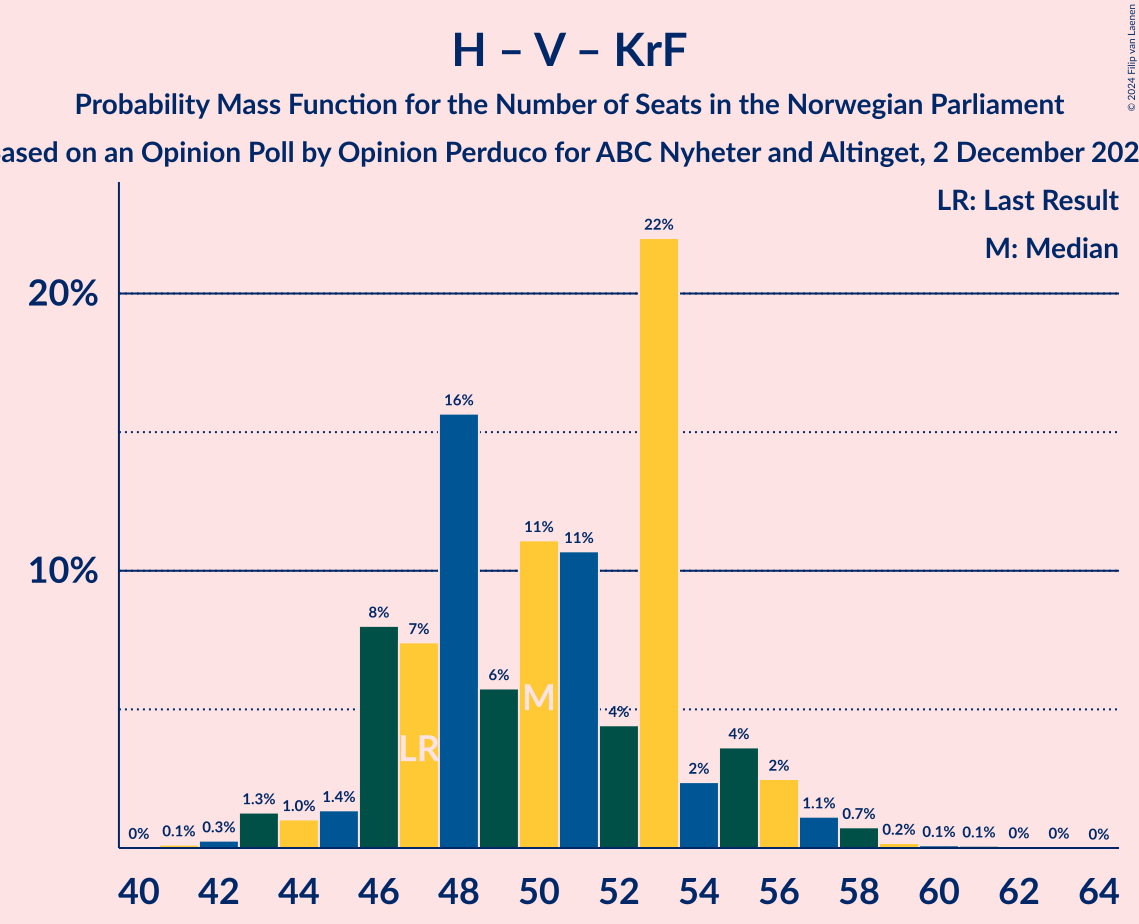 H – V – KrF
Probability Mass Function for the Number of Seats in the Norwegian Parliament
ased on an Opinion Poll by Opinion Perduco for ABC Nyheter and Altinget, 2 December 202
© 2024 Filip van Laenen
LR: Last Result
M: Median
20%
10%
0% 0.1% 0.3% 1.3% 1.0% 1.4% 8% 7% 16% 6% 11% 11% 4% 22% 2% 4% 2% 1.1% 0.7% 0.2% 0.1% 0.1% 0% 0% 0%
LR M
40 42 44 46 48 50 52 54 56 58 60 62 64